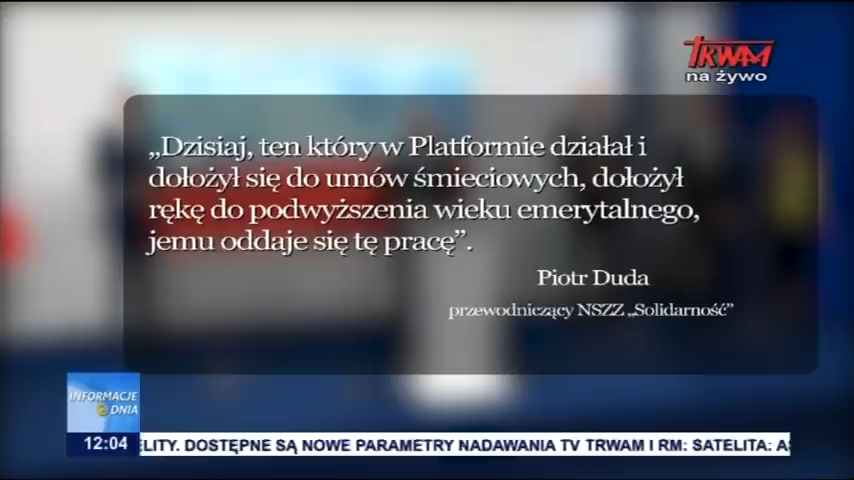 TRWAM
na żywo
„Dzisiaj, ten który w Platformie działał i
dołożył się do umów śmieciowych, dołożył
rękę do podwyższenia wieku emerytalnego,
jemu oddaje się tę pracę”.
Piotr Duda
przewodniczący NSZZ „Solidarność”
INFORMACJE
DNIA
12:04 ELITY. DOSTĘPNE SĄ NOWE PARAMETRY NADAWANIA TV TRWAM I RM: SATELITA: AS